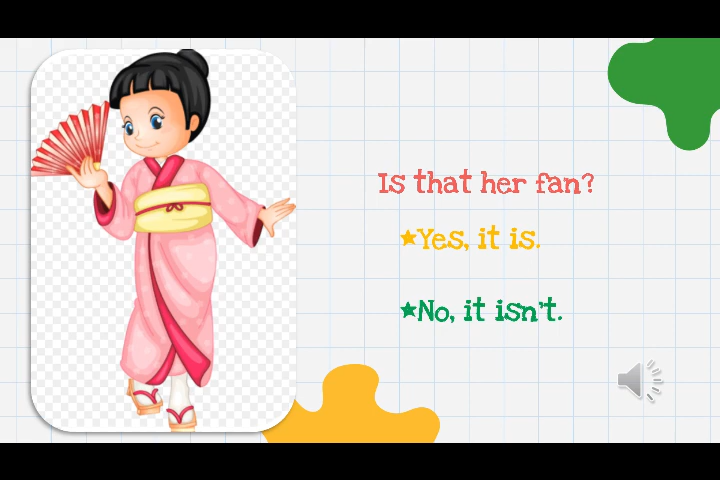 Is that her fan?
★Yes, it is.
★No, it isn't.